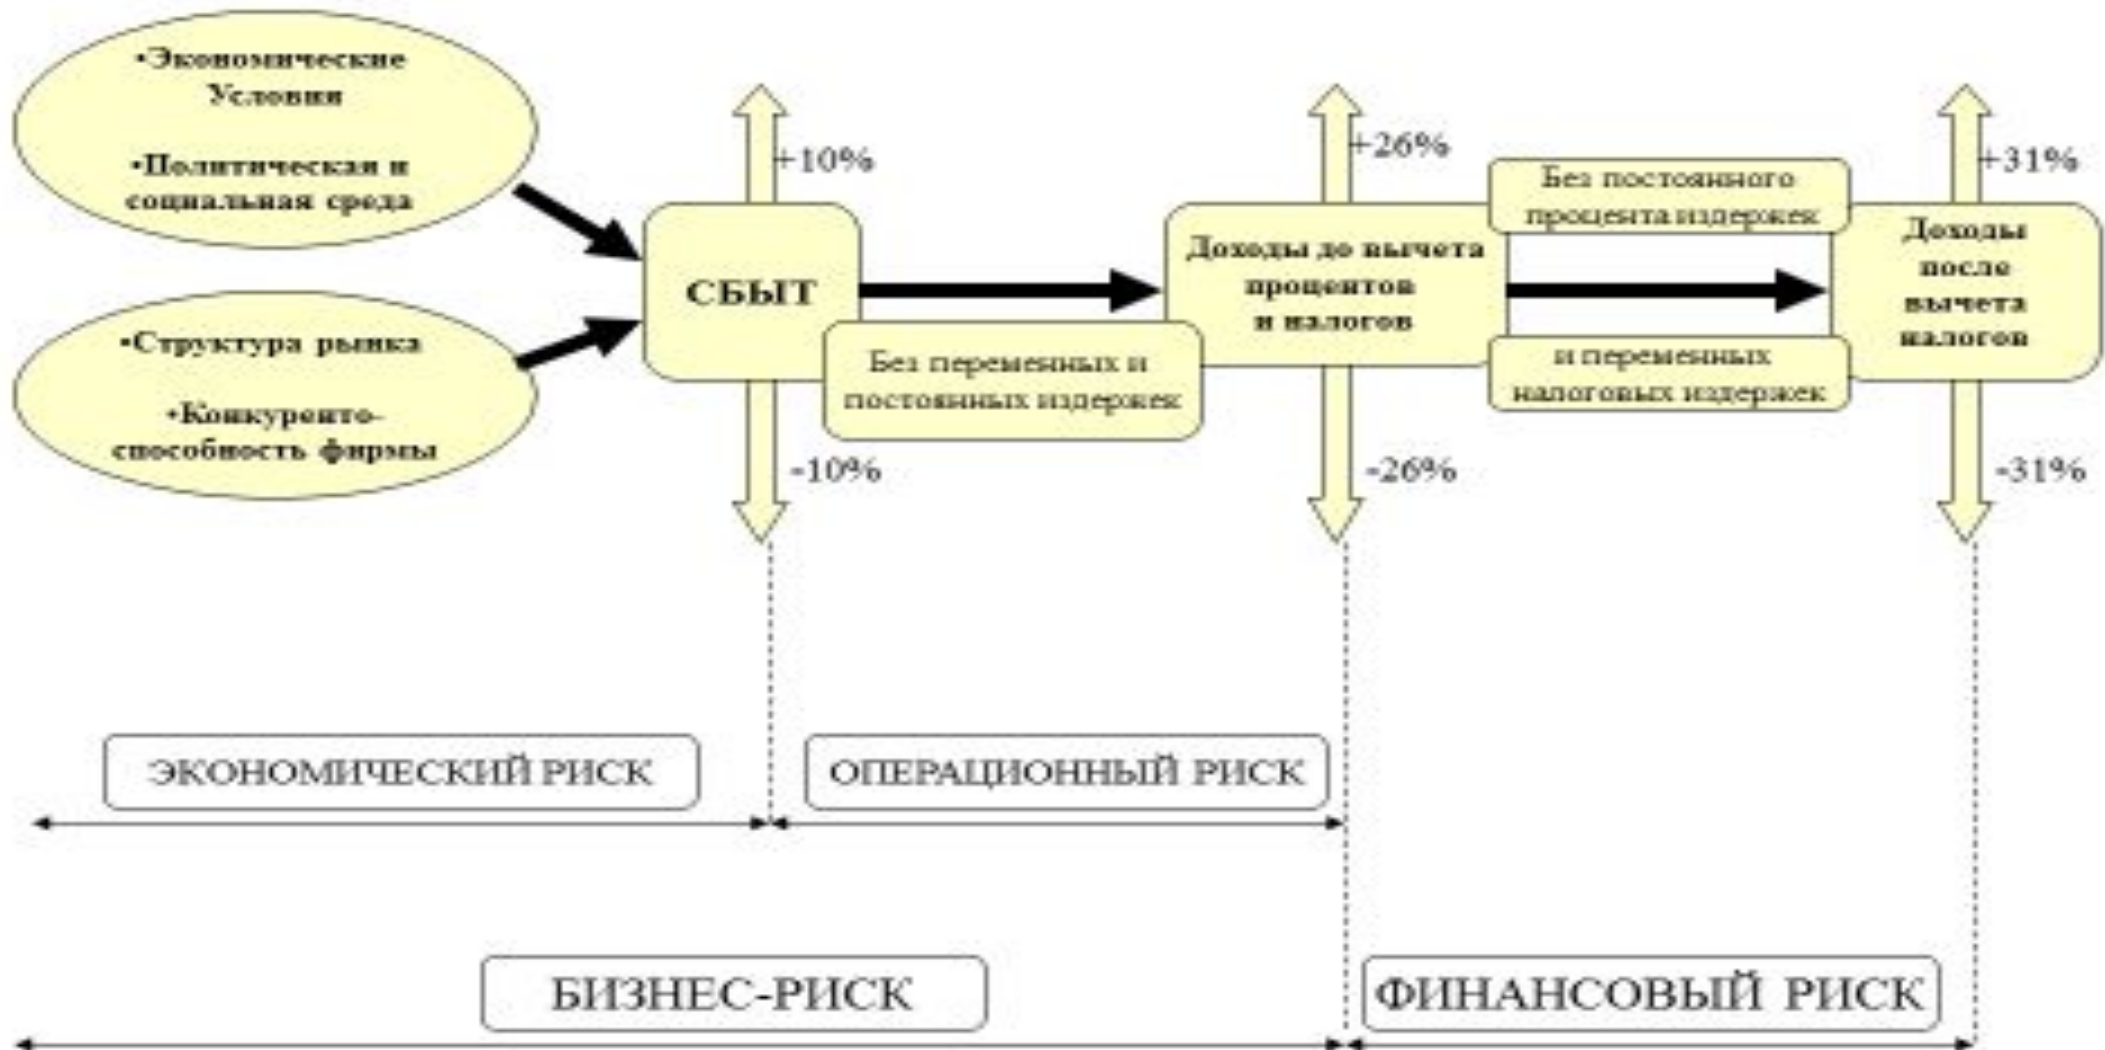 •Экономические
Условия
•Политическая и
социальная среда
•Структура рынка
•Конкуренто-
способность фирмы
+10%
СБЫТ
-10%
Без переменных и
постоянных издержек
+26%
Доходы до вычета
процентов
и налогов
-26%
Без постоянного
процента издержек
и переменных
налоговых издержек
+31%
Доходы
после
вычета
налогов
-31%
ЭКОНОМИЧЕСКИЙ РИСК
ОПЕРАЦИОННЫЙ РИСК
БИЗНЕС-РИСК
ФИНАНСОВЫЙ РИСК